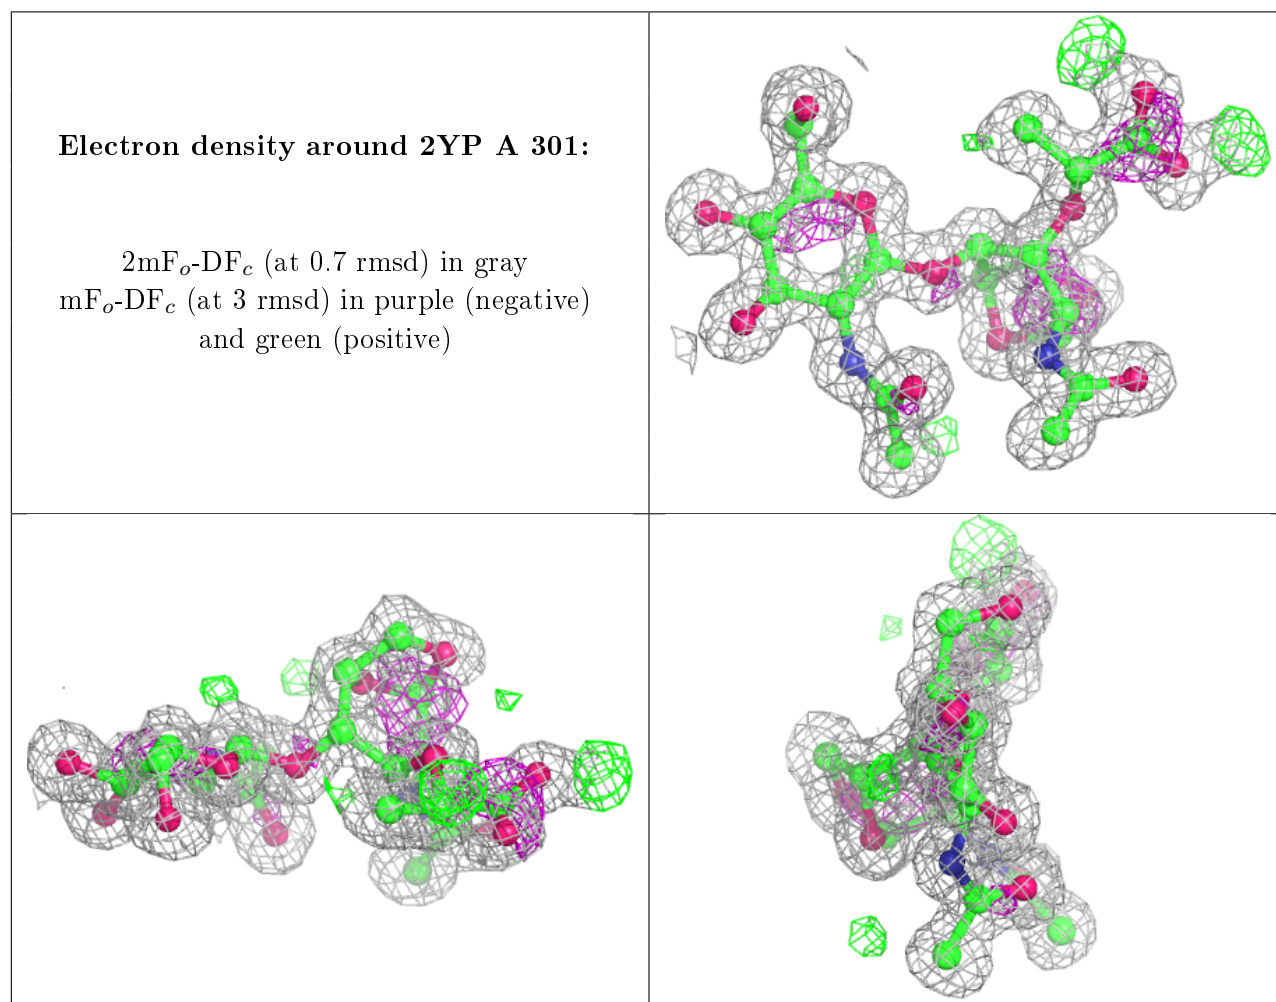 Electron density around 2YP A 301:
2mFₒ-DF𝒸 (at 0.7 rmsd) in gray
mFₒ-DF𝒸 (at 3 rmsd) in purple (negative)
and green (positive)